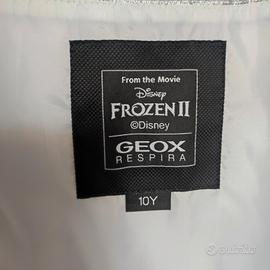 From the Movie
Disney
FROZEN II
©Disney
GEOX
RESPIRA
10Y